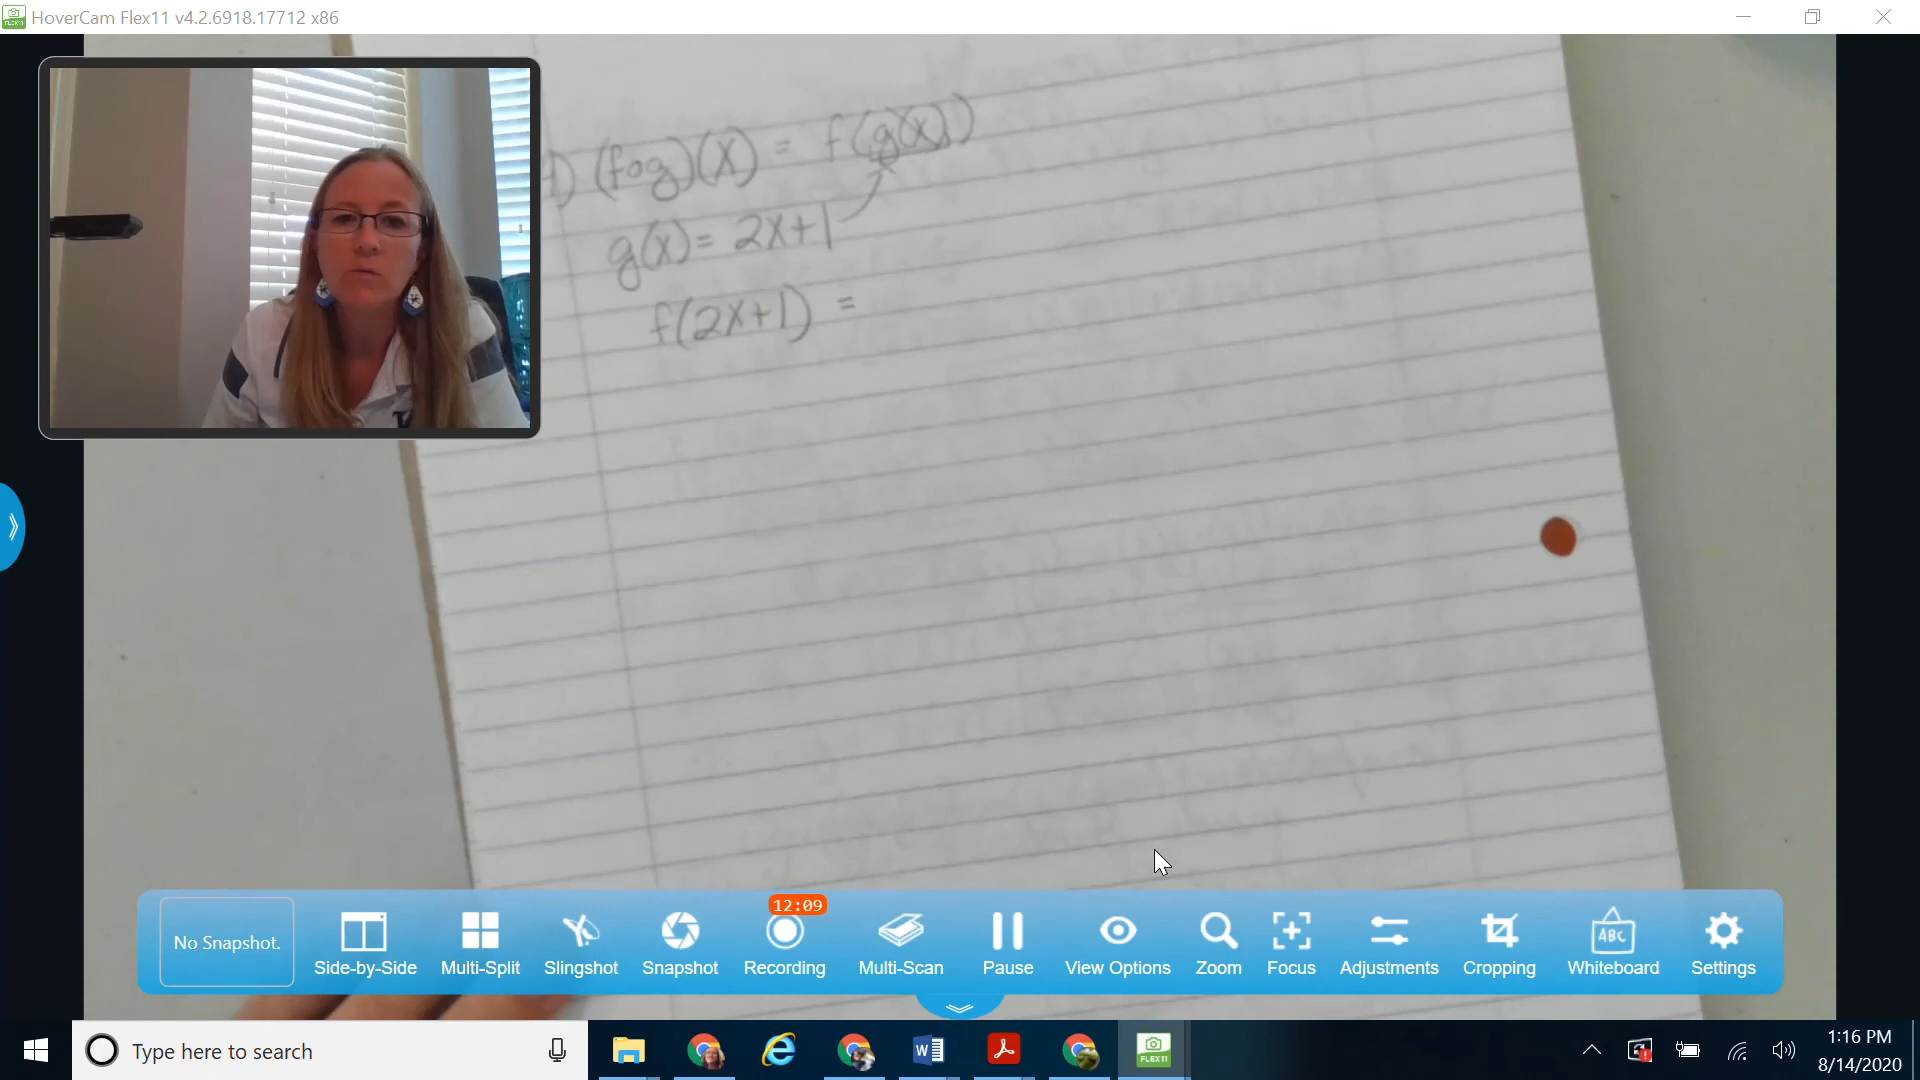 HoverCam Flex11 v4.2.6918.17712 x86
(fog)(x) = f(g(x))
g(x) = 2x+1
f(2x+1) =
12:09
No Snapshot.
Side-by-Side Multi-Split Slingshot Snapshot Recording Multi-Scan Pause View Options Zoom Focus Adjustments Cropping Whiteboard Settings
ABC
Type here to search
FLEX11
1:16 PM
8/14/2020